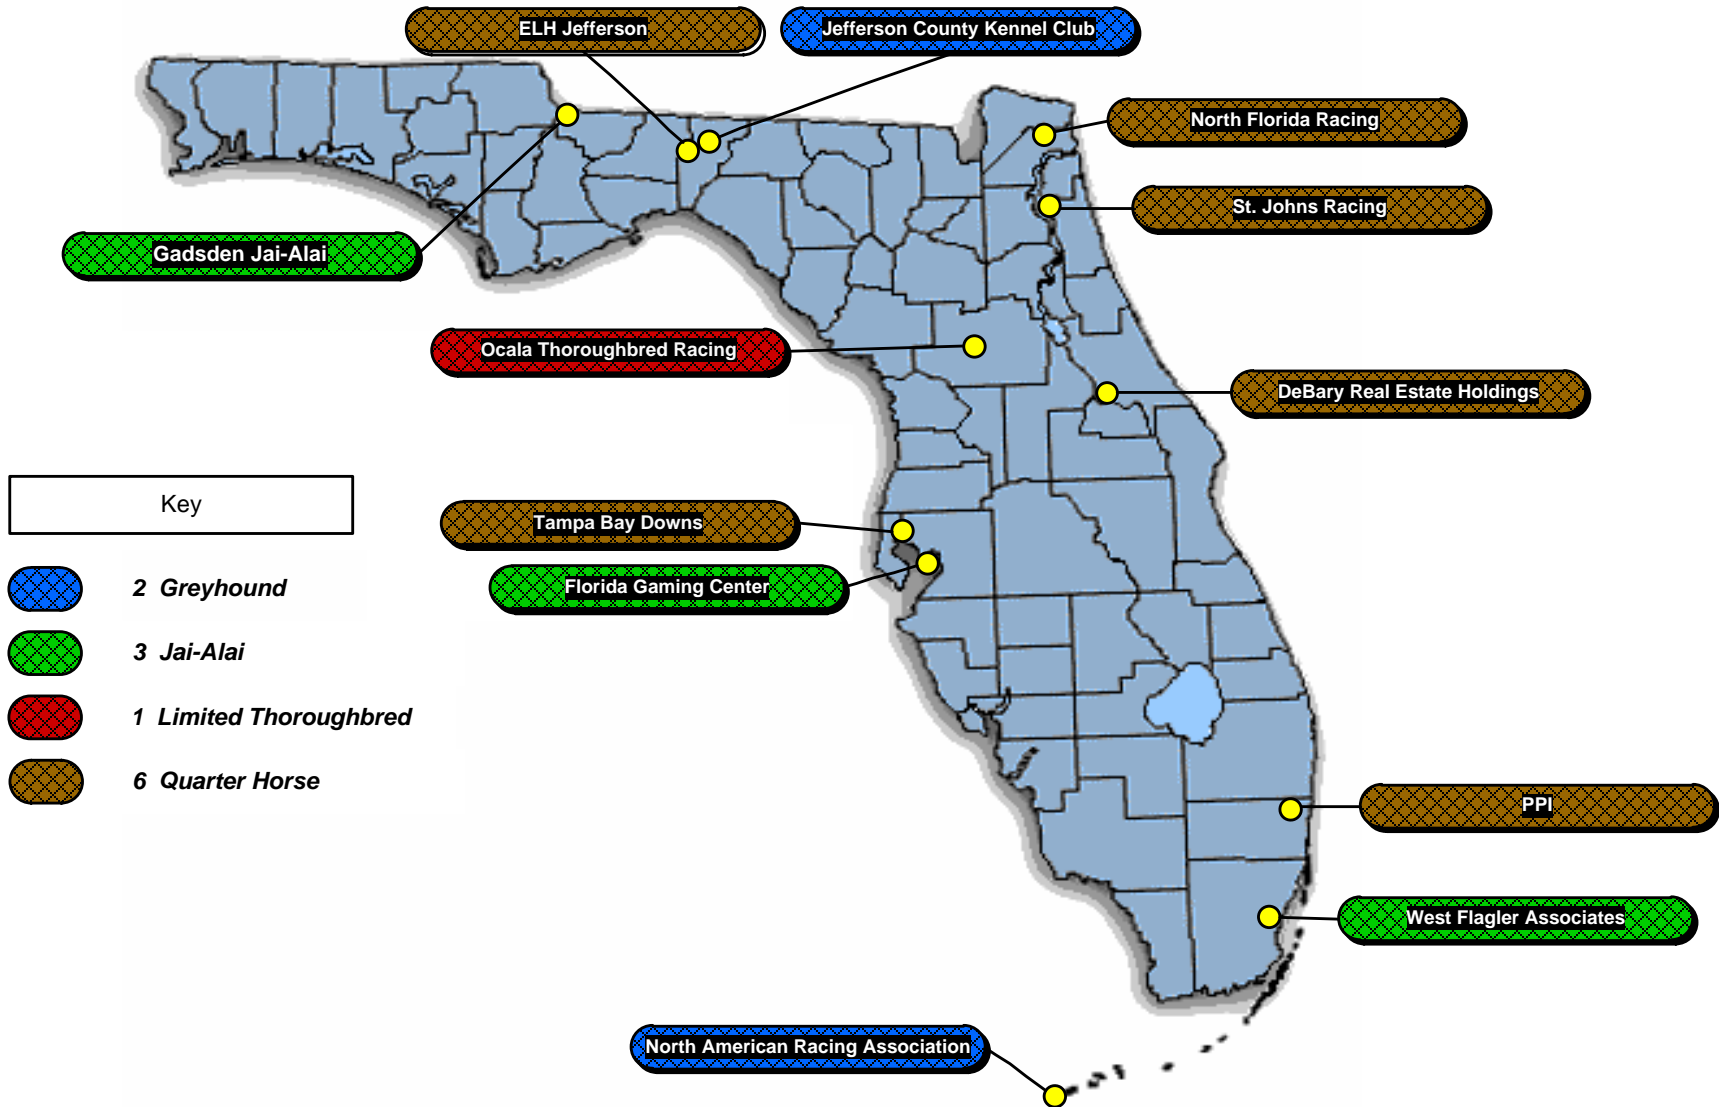 ELH Jefferson
Jefferson County Kennel Club
North Florida Racing
St. Johns Racing
Gadsden Jai-Alai
Ocala Thoroughbred Racing
DeBary Real Estate Holdings
Key
Tampa Bay Downs
Florida Gaming Center
2 Greyhound
3 Jai-Alai
1 Limited Thoroughbred
6 Quarter Horse
PPI
West Flagler Associates
North American Racing Association